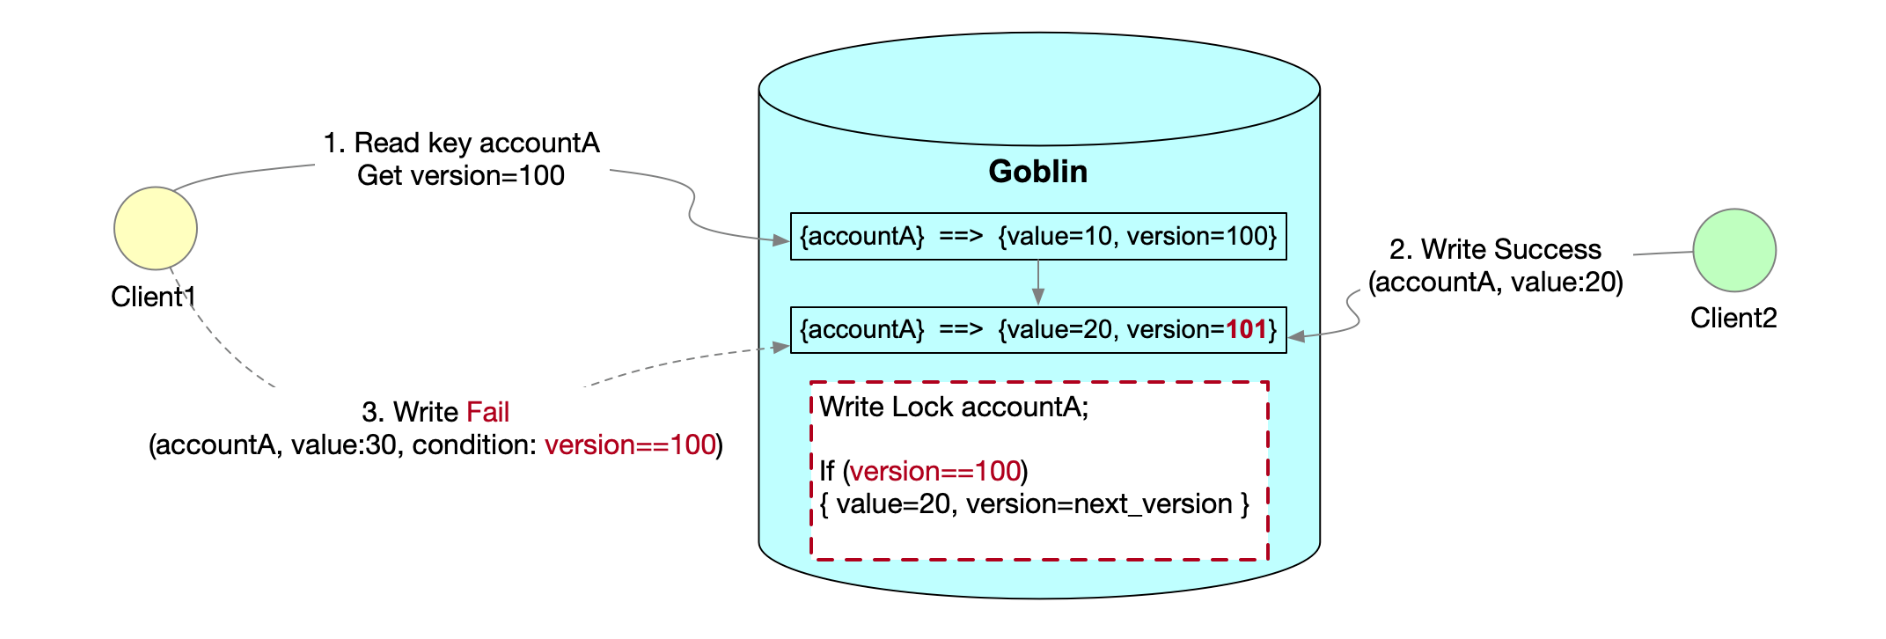 1. Read key accountA
Get version=100
Goblin
{accountA} ==> {value=10, version=100}
2. Write Success
(accountA, value:20)
Client1
Client2
{accountA} ==> {value=20, version=101}
3. Write Fail
(accountA, value:30, condition: version==100)
Write Lock accountA;
If (version==100)
{ value=20, version=next_version }